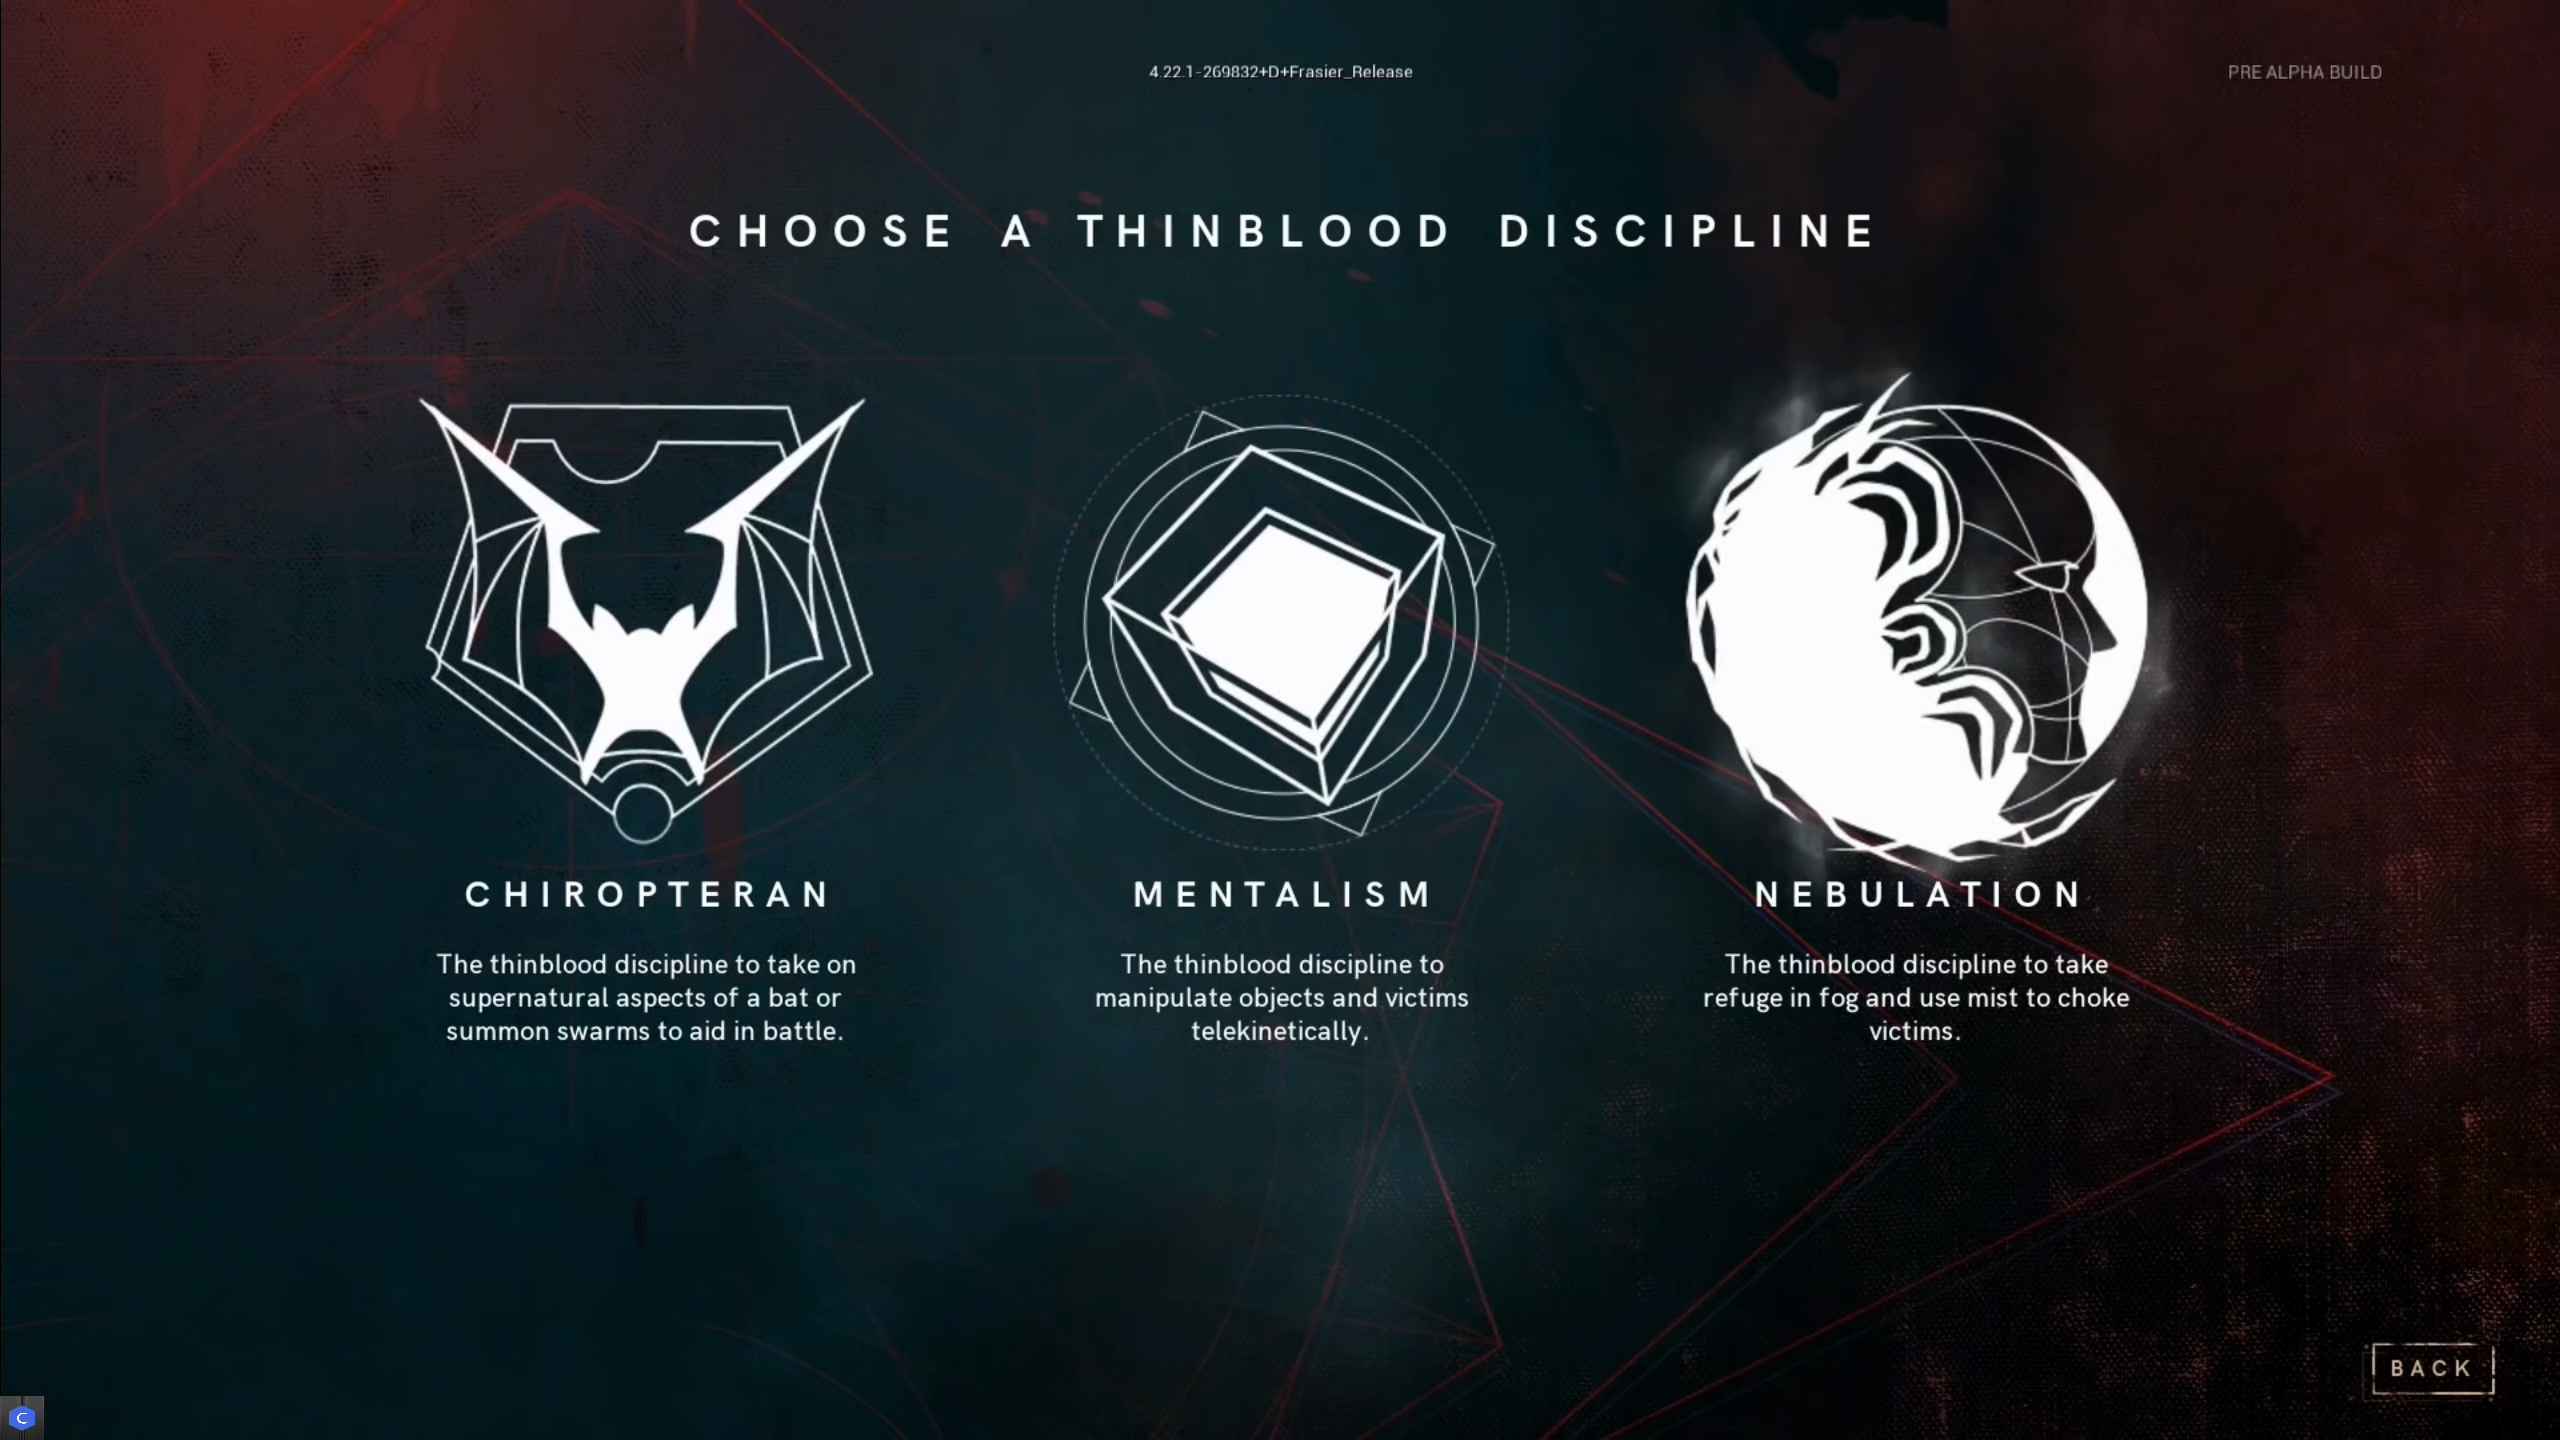 4.22.1-269832+D+Frasier_Release
PRE ALPHA BUILD
CHOOSE A THINBLOOD DISCIPLINE
CHIROPTERAN
The thinblood discipline to take on
supernatural aspects of a bat or
summon swarms to aid in battle.
MENTALISM
The thinblood discipline to
manipulate objects and victims
telekinetically.
NEBULATION
The thinblood discipline to take
refuge in fog and use mist to choke
victims.
BACK
C